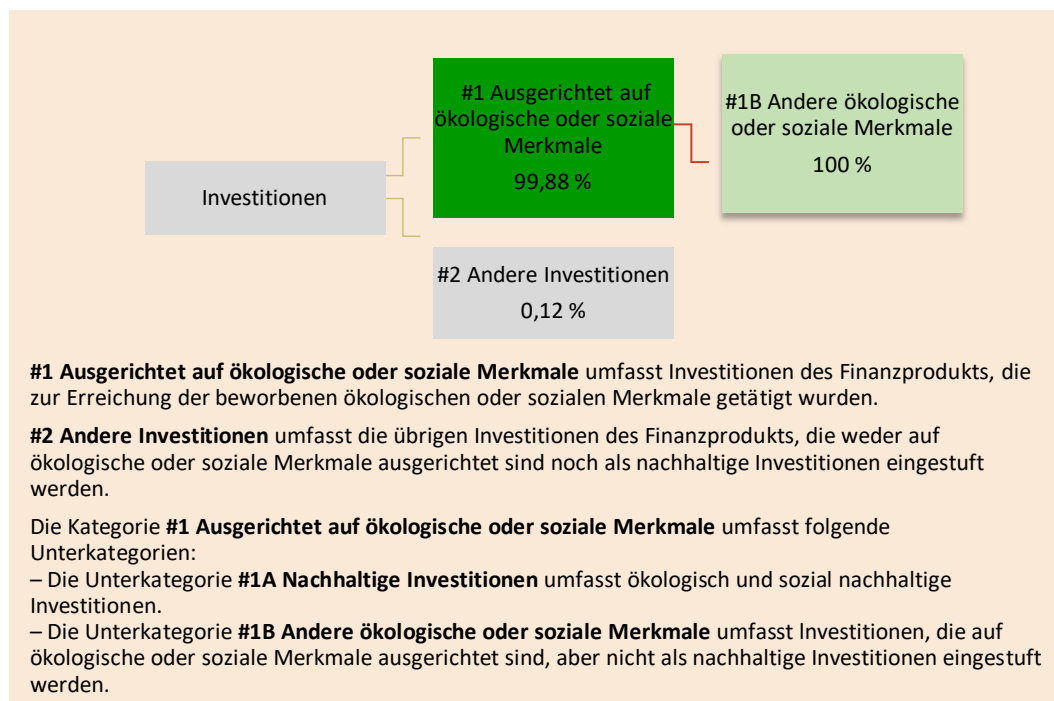 #1 Ausgerichtet auf
ökologische oder soziale
Merkmale
99,88 %
#1B Andere ökologische
oder soziale Merkmale
100 %
Investitionen
#2 Andere Investitionen
0,12 %
#1 Ausgerichtet auf ökologische oder soziale Merkmale umfasst Investitionen des Finanzprodukts, die
zur Erreichung der beworbenen ökologischen oder sozialen Merkmale getätigt wurden.
#2 Andere Investitionen umfasst die übrigen Investitionen des Finanzprodukts, die weder auf
ökologische oder soziale Merkmale ausgerichtet sind noch als nachhaltige Investitionen eingestuft
werden.
Die Kategorie #1 Ausgerichtet auf ökologische oder soziale Merkmale umfasst folgende
Unterkategorien:
– Die Unterkategorie #1A Nachhaltige Investitionen umfasst ökologisch und sozial nachhaltige
Investitionen.
– Die Unterkategorie #1B Andere ökologische oder soziale Merkmale umfasst Investitionen, die auf
ökologische oder soziale Merkmale ausgerichtet sind, aber nicht als nachhaltige Investitionen eingestuft
werden.